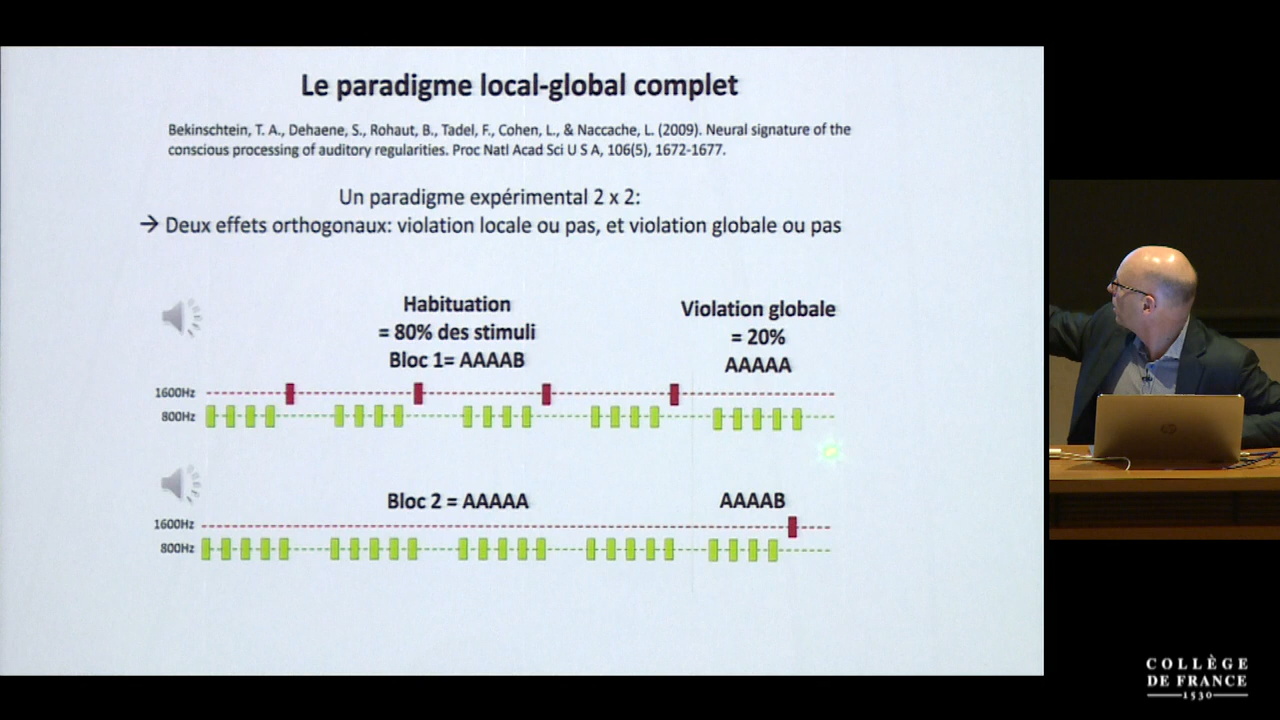 Le paradigme local-global complet
Bekinschtein, T. A., Dehaene, S., Rohaut, B., Tadel, F., Cohen, L., & Naccache, L. (2009). Neural signature of the
conscious processing of auditory regularities. Proc Natl Acad Sci U S A, 106(5), 1672-1677.
Un paradigme expérimental 2 x 2:
→ Deux effets orthogonaux: violation locale ou pas, et violation globale ou pas
Habituation
= 80% des stimuli
Bloc 1= AAAAB
Violation globale
= 20%
AAAAA
1600Hz
800Hz
Bloc 2 = AAAAA
AAAAB
1600Hz
800Hz
COLLÈGE
DE FRANCE
1530